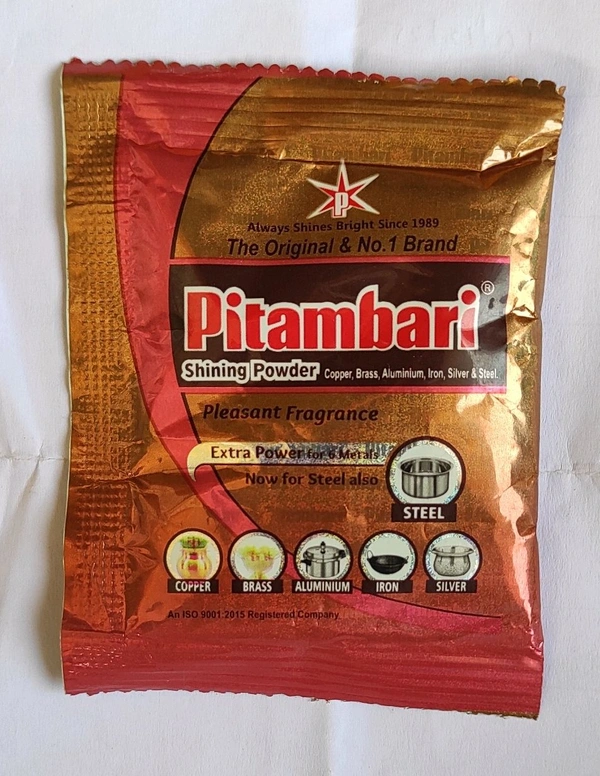 P
Always Shines Bright Since 1989
The Original & No.1 Brand
Pitambari®
Shining Powder Copper, Brass, Aluminium, Iron, Silver & Steel.
Pleasant Fragrance
Extra Power for 6 Metals
Now for Steel also
STEEL
COPPER BRASS ALUMINIUM IRON SILVER
An ISO 9001:2015 Registered Company